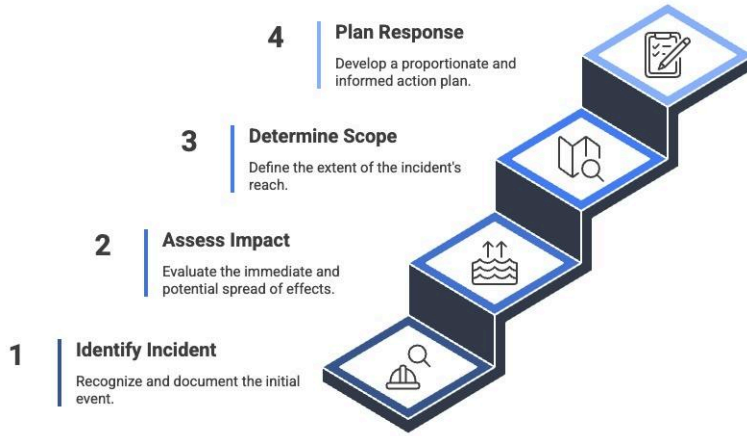 4
Plan Response
Develop a proportionate and
informed action plan.
3
Determine Scope
Define the extent of the incident's
reach.
2
Assess Impact
Evaluate the immediate and
potential spread of effects.
1
Identify Incident
Recognize and document the initial
event.